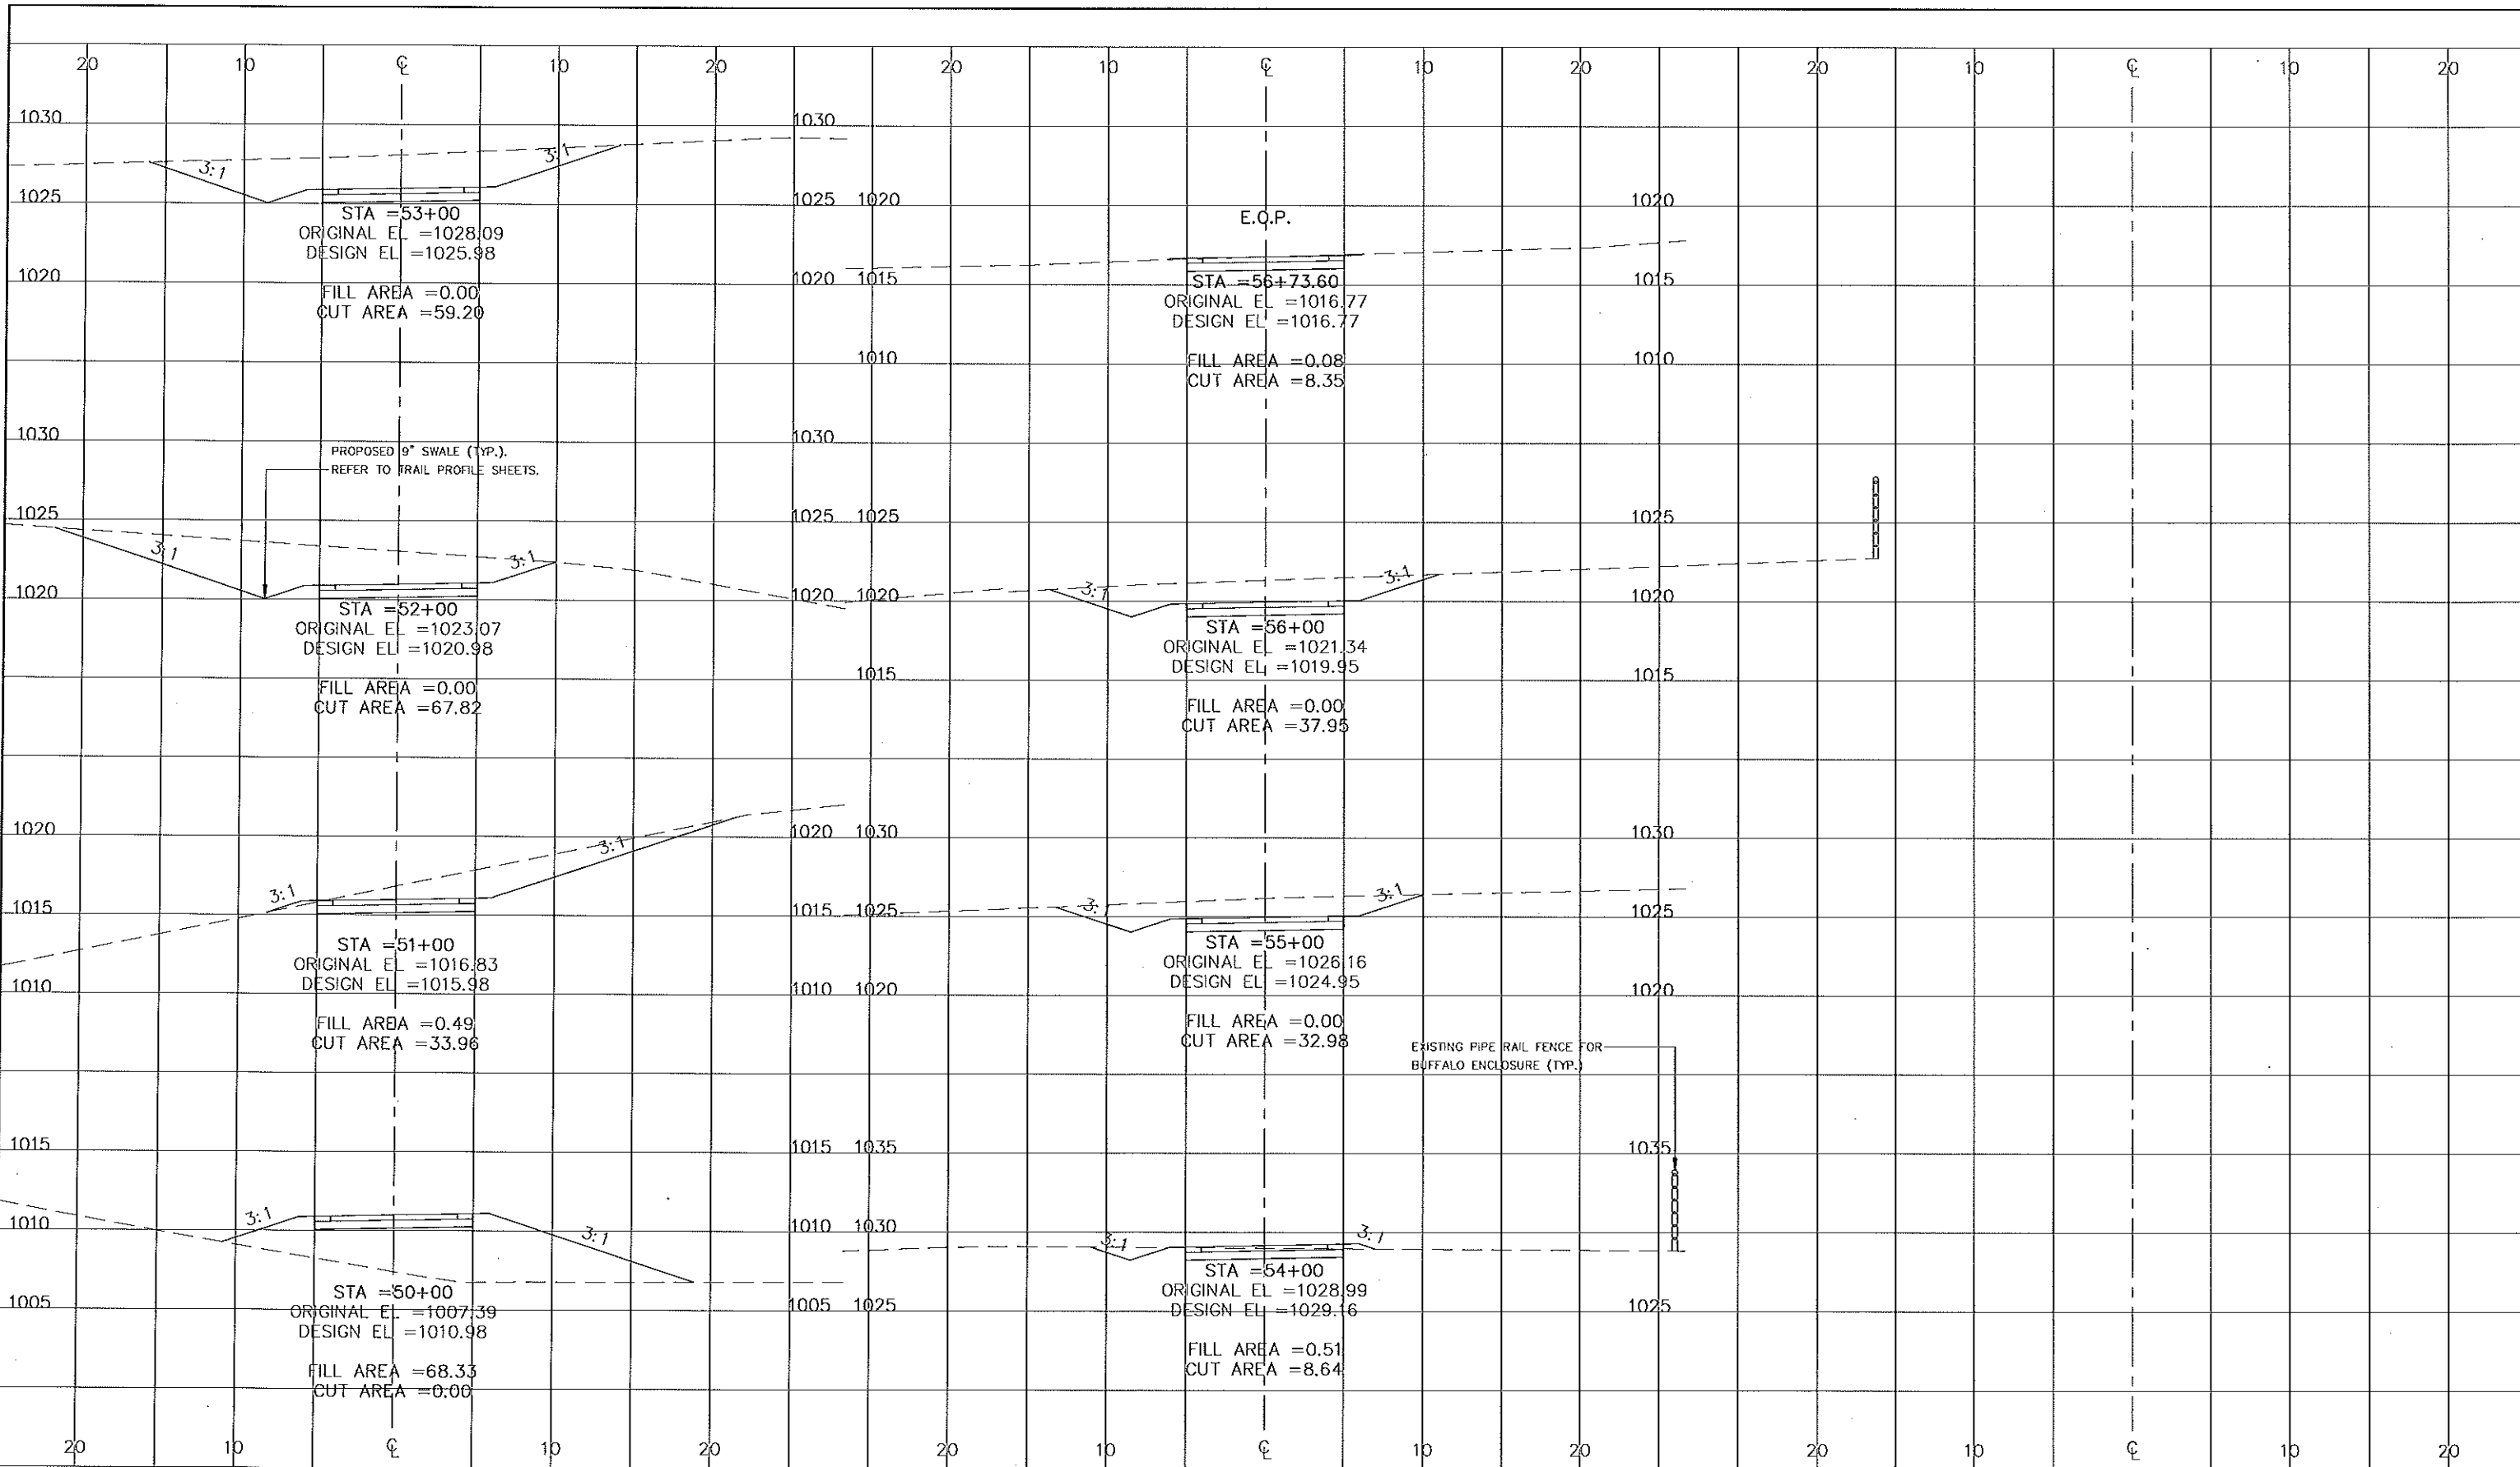 20 10 ℄ 10 20 20 10 ℄ 10 20 20 10 ℄ 10 20
1030 1030
3:1 3:1
1025 1025 1020 1020
STA =53+00
ORIGINAL EL =1028.09
DESIGN EL =1025.98
FILL AREA =0.00
CUT AREA =59.20
E.O.P.
1020 1020 1015 1015
STA =56+73.60
ORIGINAL EL =1016.77
DESIGN EL =1016.77
1010 1010
FILL AREA =0.08
CUT AREA =8.35
1030 1030
PROPOSED 9" SWALE (TYP.).
REFER TO TRAIL PROFILE SHEETS.
1025 1025 1025 1025
3:1 3:1
1020 1020 1020 1020
STA =52+00
ORIGINAL EL =1023.07
DESIGN EL =1020.98
FILL AREA =0.00
CUT AREA =67.82
3:1 3:1
STA =56+00
ORIGINAL EL =1021.34
DESIGN EL =1019.95
1015 1015
FILL AREA =0.00
CUT AREA =37.95
1020 1020 1030 1030
3:1 3:1
1015 1015 1025 1025
STA =51+00
ORIGINAL EL =1016.83
DESIGN EL =1015.98
1010 1010 1020 1020
FILL AREA =0.49
CUT AREA =33.96
3:1 3:1
STA =55+00
ORIGINAL EL =1026.16
DESIGN EL =1024.95
FILL AREA =0.00
CUT AREA =32.98
EXISTING PIPE RAIL FENCE FOR
BUFFALO ENCLOSURE (TYP.)
1015 1015 1035 1035
3:1 3:1
1010 1010 1030
STA =50+00
ORIGINAL EL =1007.39
DESIGN EL =1010.98
1005 1005 1025 1025
FILL AREA =68.33
CUT AREA =0.00
3:1 3:1
STA =54+00
ORIGINAL EL =1028.99
DESIGN EL =1029.16
FILL AREA =0.51
CUT AREA =8.64
20 10 ℄ 10 20 20 10 ℄ 10 20 20 10 ℄ 10 20